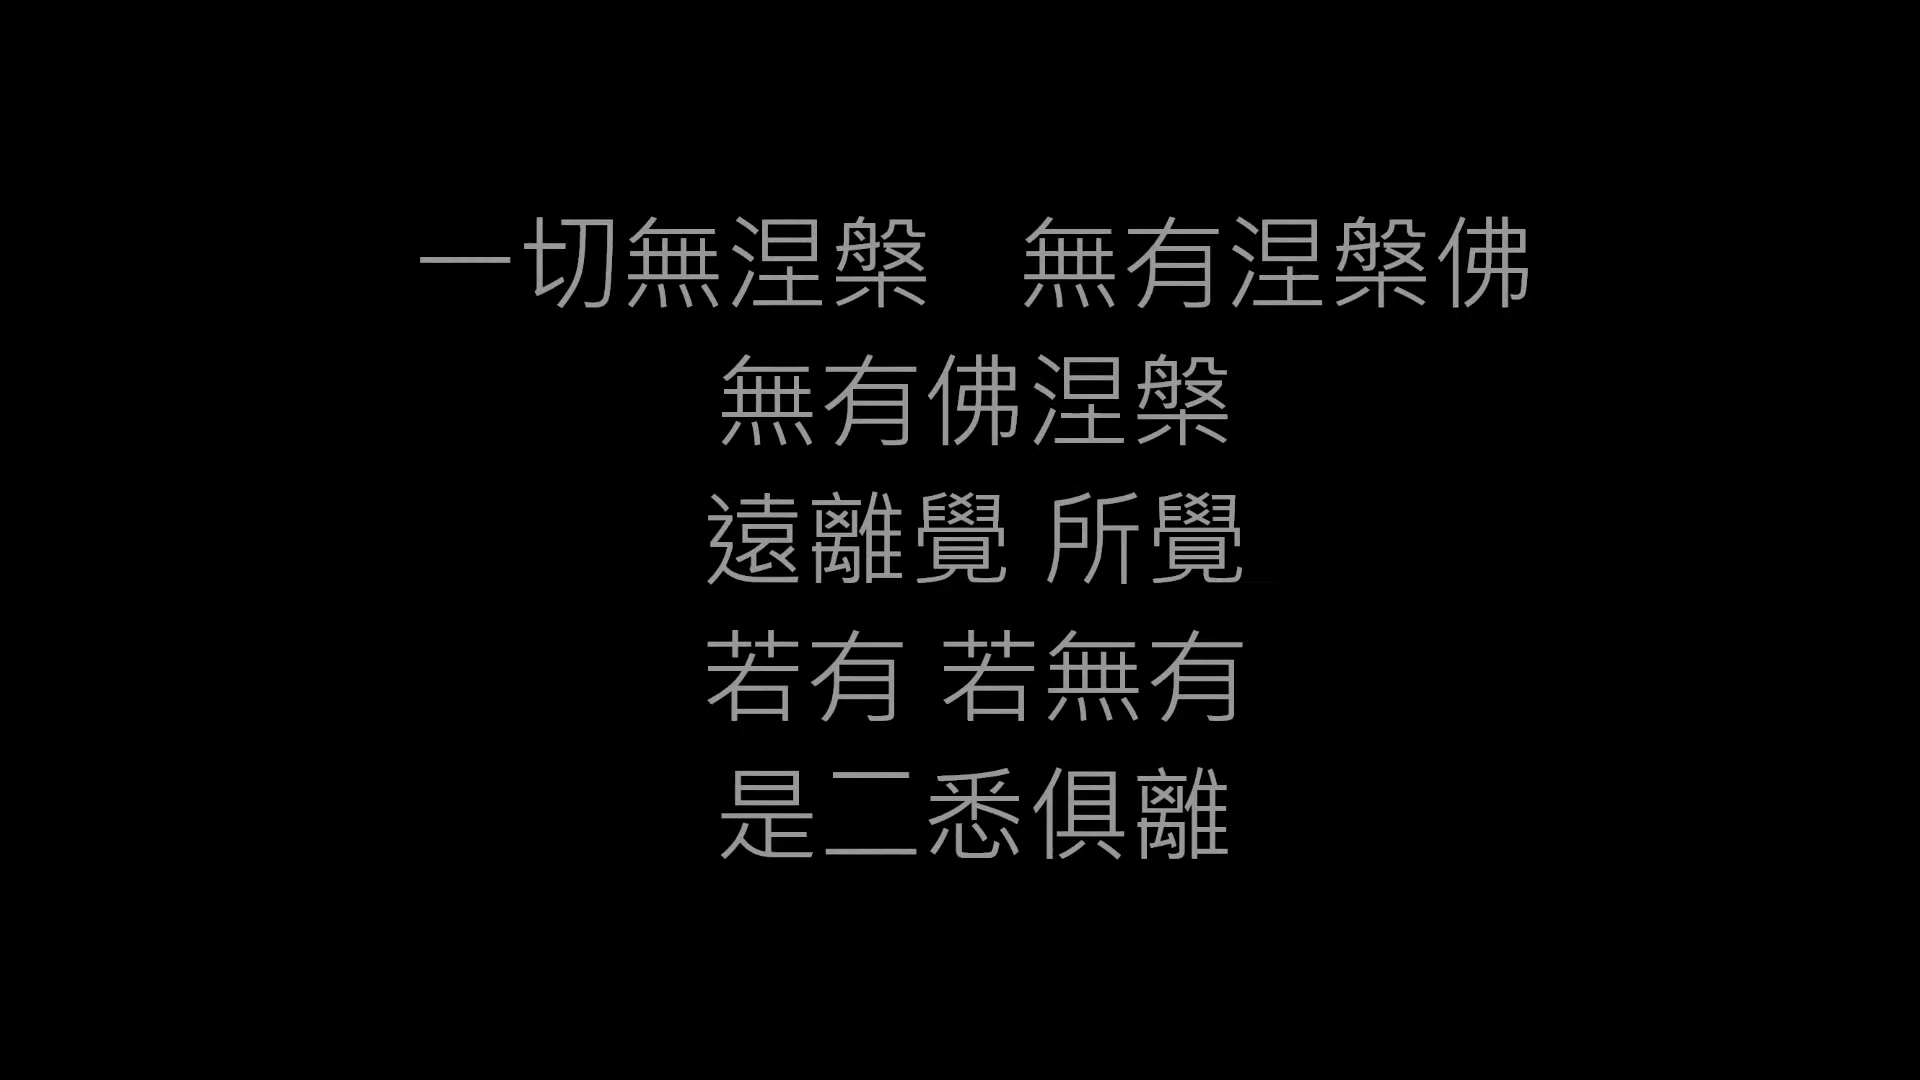 一切無涅槃　無有涅槃佛
無有佛涅槃
遠離覺 所覺
若有 若無有
是二悉俱離